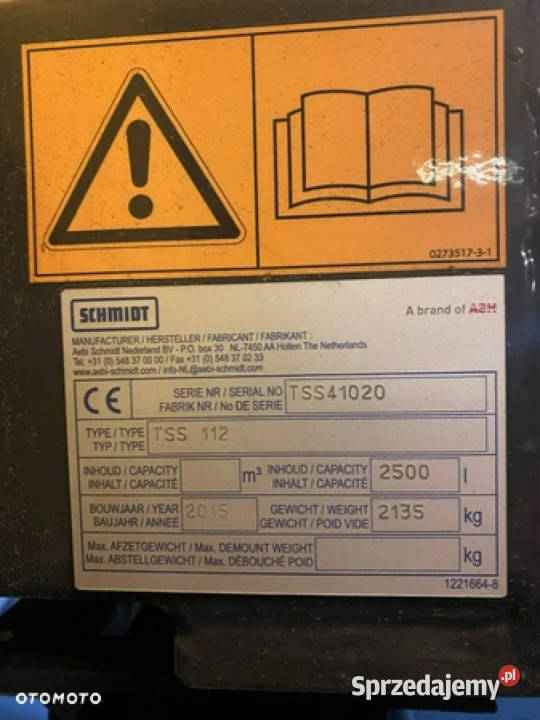 0273517-3-1
SCHMIDT
A brand of ASH
MANUFACTURER / HERSTELLER / FABRICANT / FABRIKANT :
Aebi Schmidt Nederland BV - P.O. box 30 NL-7450 AA Holten The Netherlands
Tel. +31 (0) 548 37 00 00 / Fax +31 (0) 548 37 02 33
www.aebi-schmidt.com / info-NL@aebi-schmidt.com
CE
SERIE NR / SERIAL NO TSS41020
FABRIK NR / No DE SERIE
TYPE / TYPE TSS 112
TYP / TYPE
INHOUD / CAPACITY m³ INHOUD / CAPACITY 2500 l
INHALT / CAPACITÉ INHALT / CAPACITÉ
BOUWJAAR / YEAR 2015 GEWICHT / WEIGHT 2135 kg
BAUJAHR / ANNEÉ GEWICHT / POID VIDE
Max. AFZETGEWICHT / Max. DEMOUNT WEIGHT kg
Max. ABSTELLGEWICHT / Max. DÉBOUCHÉ POID
1221664-8
OTOMOTO
Sprzedajemy.pl